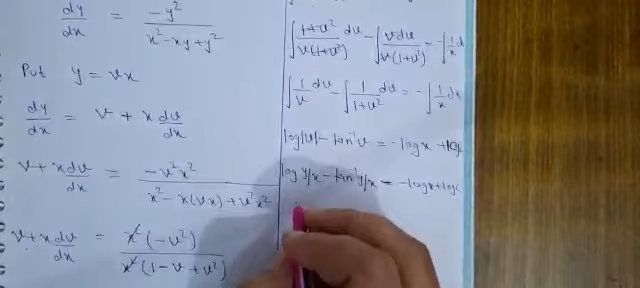 dy/dx = -y²/(x²-xy+y²)
Put y = vx
dy/dx = v + x dv/dx
v + x dv/dx = -v²x²/(x²-x(vx)+v²x²)
v + x dv/dx = x²(-v²)/(x²(1-v+v²))
∫ (1+v²)/(v(1+v²)) dv - ∫ v dv/(v(1+v²)) = -∫ 1/x d
∫ 1/v dv - ∫ 1/(1+v²) dv = -∫ 1/x dx
log|v| - tan⁻¹v = -log x + log
log y/x - tan⁻¹ y/x = -log x + log c